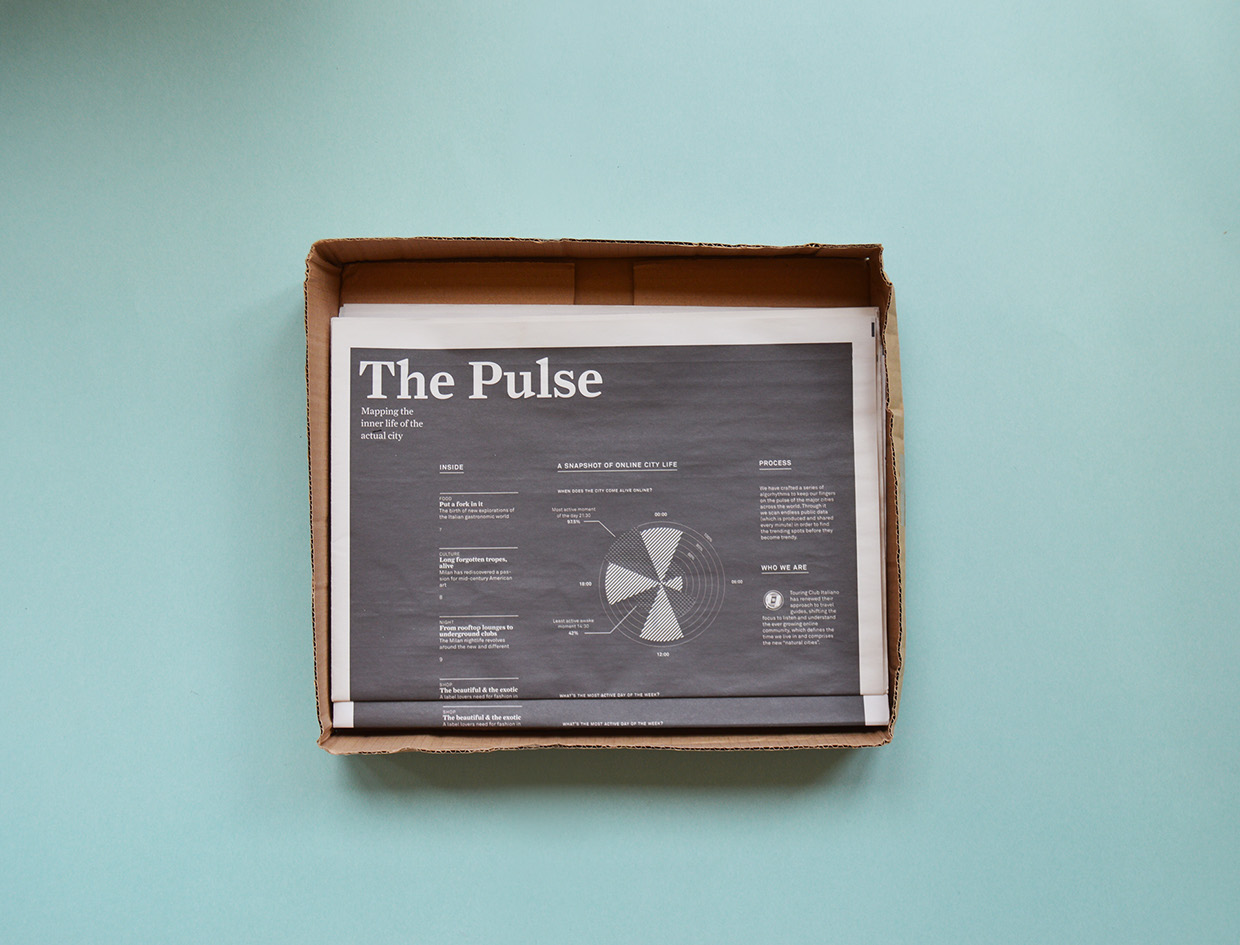 The Pulse
Mapping the
inner life of the
actual city
INSIDE
FOOD
Put a fork in it
The birth of new explorations of
the Italian gastronomic world
7
CULTURE
Long forgotten tropes,
alive
Milan has rediscovered a pas-
sion for mid-century American
art
8
NIGHT
From rooftop lounges to
underground clubs
The Milan nightlife revolves
around the new and different
9
SHOP
The beautiful & the exotic
A label lovers need for fashion in
A SNAPSHOT OF ONLINE CITY LIFE
WHEN DOES THE CITY COME ALIVE ONLINE?
Most active moment
of the day 21:30
97.5%
00:00
06:00
18:00
Least active awake
moment 14:30
42%
12:00
WHAT'S THE MOST ACTIVE DAY OF THE WEEK?
PROCESS
We have crafted a series of
algorhythms to keep our fingers
on the pulse of the major cities
across the world. Through it
we scan endless public data
(which is produced and shared
every minute) in order to find
the trending spots before they
become trendy.
WHO WE ARE
Touring Club Italiano
has renewed their
approach to travel
guides, shifting the
focus to listen and understand
the ever growing online
community, which defines the
time we live in and comprises
the new "natural cities".
SHOP
The beautiful & the exotic
A label lovers need for fashion in
WHAT'S THE MOST ACTIVE DAY OF THE WEEK?